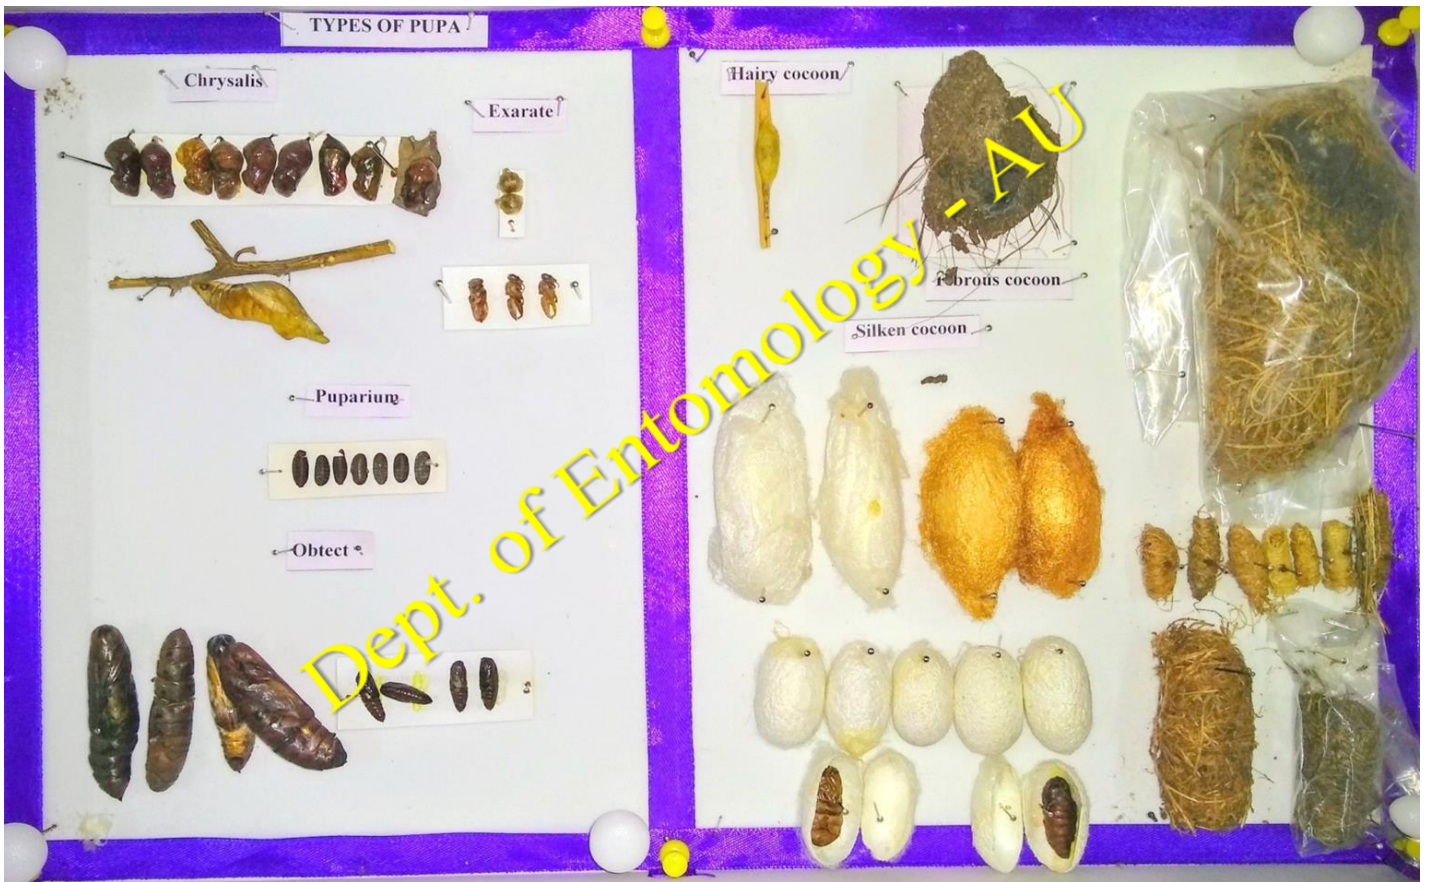 TYPES OF PUPA
Chrysalis
Exarate
Puparium
Obtect
Hairy cocoon
Fibrous cocoon
Silken cocoon
Dept. of Entomology - AU